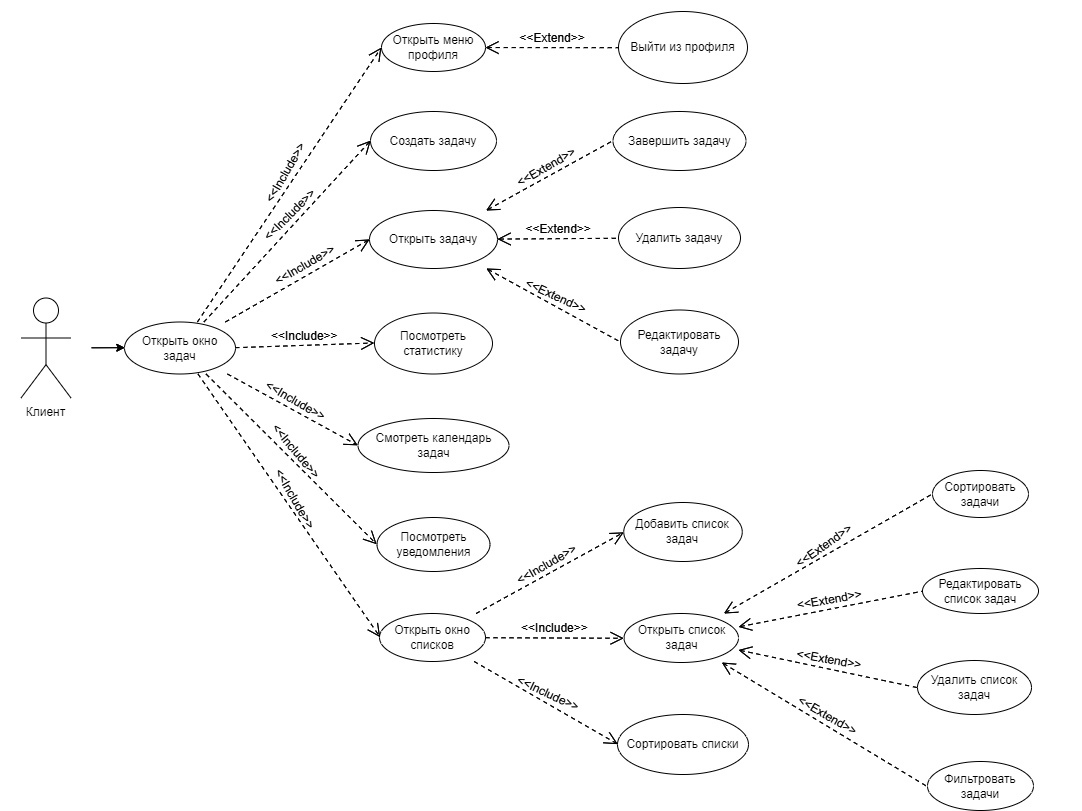 Открыть меню
профиля
<<Extend>>
Выйти из профиля
<<Include>>
Создать задачу
<<Include>>
Завершить задачу
<<Extend>>
Открыть задачу
<<Include>>
<<Extend>>
Удалить задачу
<<Extend>>
Редактировать
задачу
Клиент
Открыть окно
задач
<<Include>>
Посмотреть
статистику
<<Include>>
Смотреть календарь
задач
<<Include>>
Посмотреть
уведомления
<<Include>>
Открыть окно
списков
<<Include>>
Добавить список
задач
<<Include>>
Открыть список
задач
<<Include>>
Сортировать списки
<<Extend>>
Сортировать
задачи
<<Extend>>
Редактировать
список задач
<<Extend>>
Удалить список
задач
<<Extend>>
Фильтровать
задачи